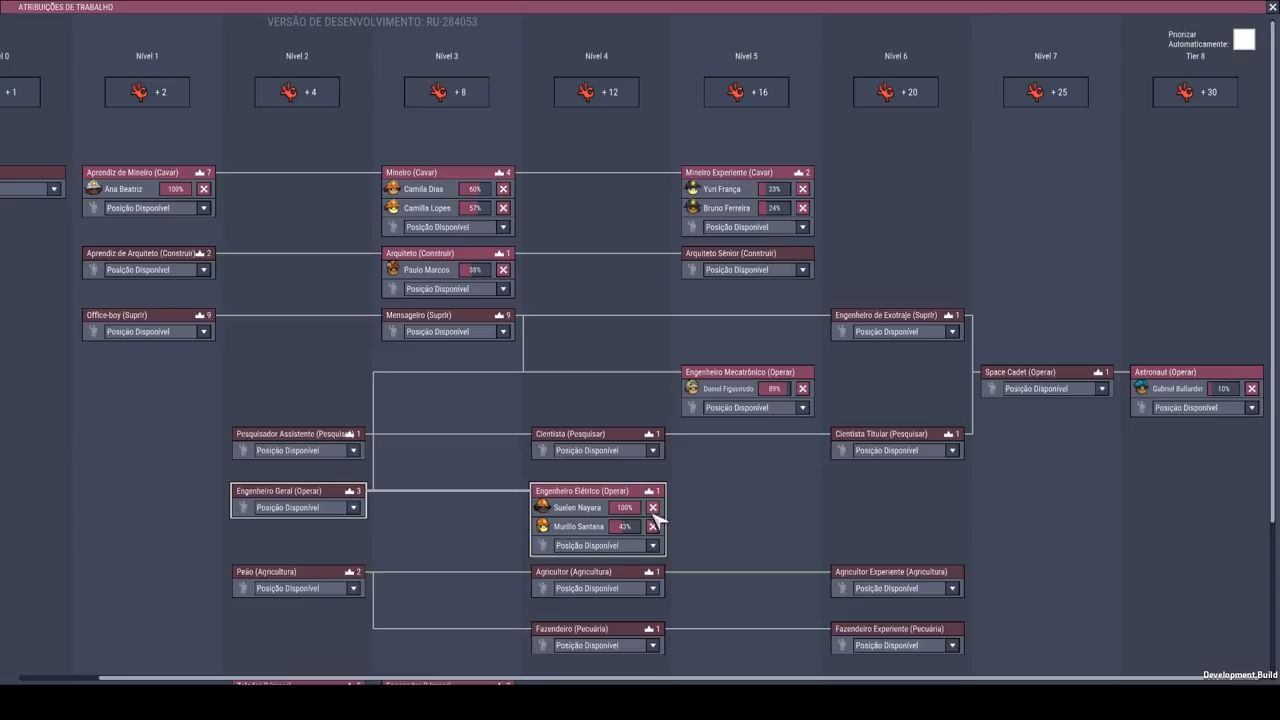 ATRIBUIÇÕES DE TRABALHO
VERSÃO DE DESENVOLVIMENTO: RU-284053
Priorizar
Automaticamente:
l 0
Nível 1
Nível 2
Nível 3
Nível 4
Nível 5
Nível 6
Nível 7
Tier 8
+ 1
+ 2
+ 4
+ 8
+ 12
+ 16
+ 20
+ 25
+ 30
Aprendiz de Mineiro (Cavar) 7
Ana Beatriz 100%
Posição Disponível
Mineiro (Cavar) 4
Camila Dias 60%
Camilla Lopes 57%
Posição Disponível
Mineiro Experiente (Cavar) 2
Yuri França 23%
Bruno Ferreira 24%
Posição Disponível
Aprendiz de Arquiteto (Construir) 2
Posição Disponível
Arquiteto (Construir) 1
Paulo Marcos 38%
Posição Disponível
Arquiteto Sênior (Construir)
Posição Disponível
Office-boy (Suprir) 9
Posição Disponível
Mensageiro (Suprir) 9
Posição Disponível
Engenheiro de Exotraje (Suprir) 1
Posição Disponível
Engenheiro Mecatrônico (Operar)
Daniel Figueiredo 89%
Posição Disponível
Space Cadet (Operar) 1
Posição Disponível
Astronaut (Operar)
Gabriel Ballardin 10%
Posição Disponível
Pesquisador Assistente (Pesquisar) 1
Posição Disponível
Cientista (Pesquisar) 1
Posição Disponível
Cientista Titular (Pesquisar) 1
Posição Disponível
Engenheiro Geral (Operar) 3
Posição Disponível
Engenheiro Elétrico (Operar) 1
Suelen Nayara 100%
Murillo Santana 43%
Posição Disponível
Peão (Agricultura) 2
Posição Disponível
Agricultor (Agricultura) 1
Posição Disponível
Agricultor Experiente (Agricultura)
Posição Disponível
Fazendeiro (Pecuária) 1
Posição Disponível
Fazendeiro Experiente (Pecuária)
Posição Disponível
Development Build